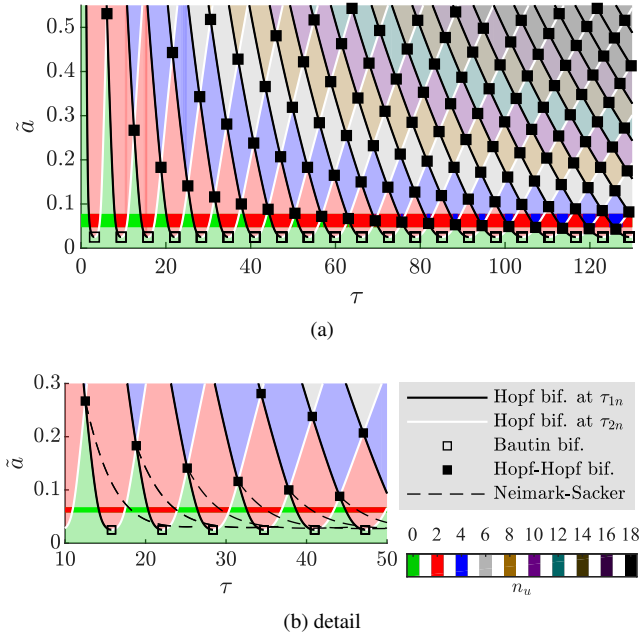 0.5
0.4
0.3
0.2
0.1
0
ã
0 20 40 60 80 100 120
τ
(a)
0.3
0.2
0.1
0
ã
10 20 30 40 50
τ
Hopf bif. at τ1n
Hopf bif. at τ2n
Bautin bif.
Hopf-Hopf bif.
Neimark-Sacker
0 2 4 6 8 10 12 14 16 18
nu
(b) detail